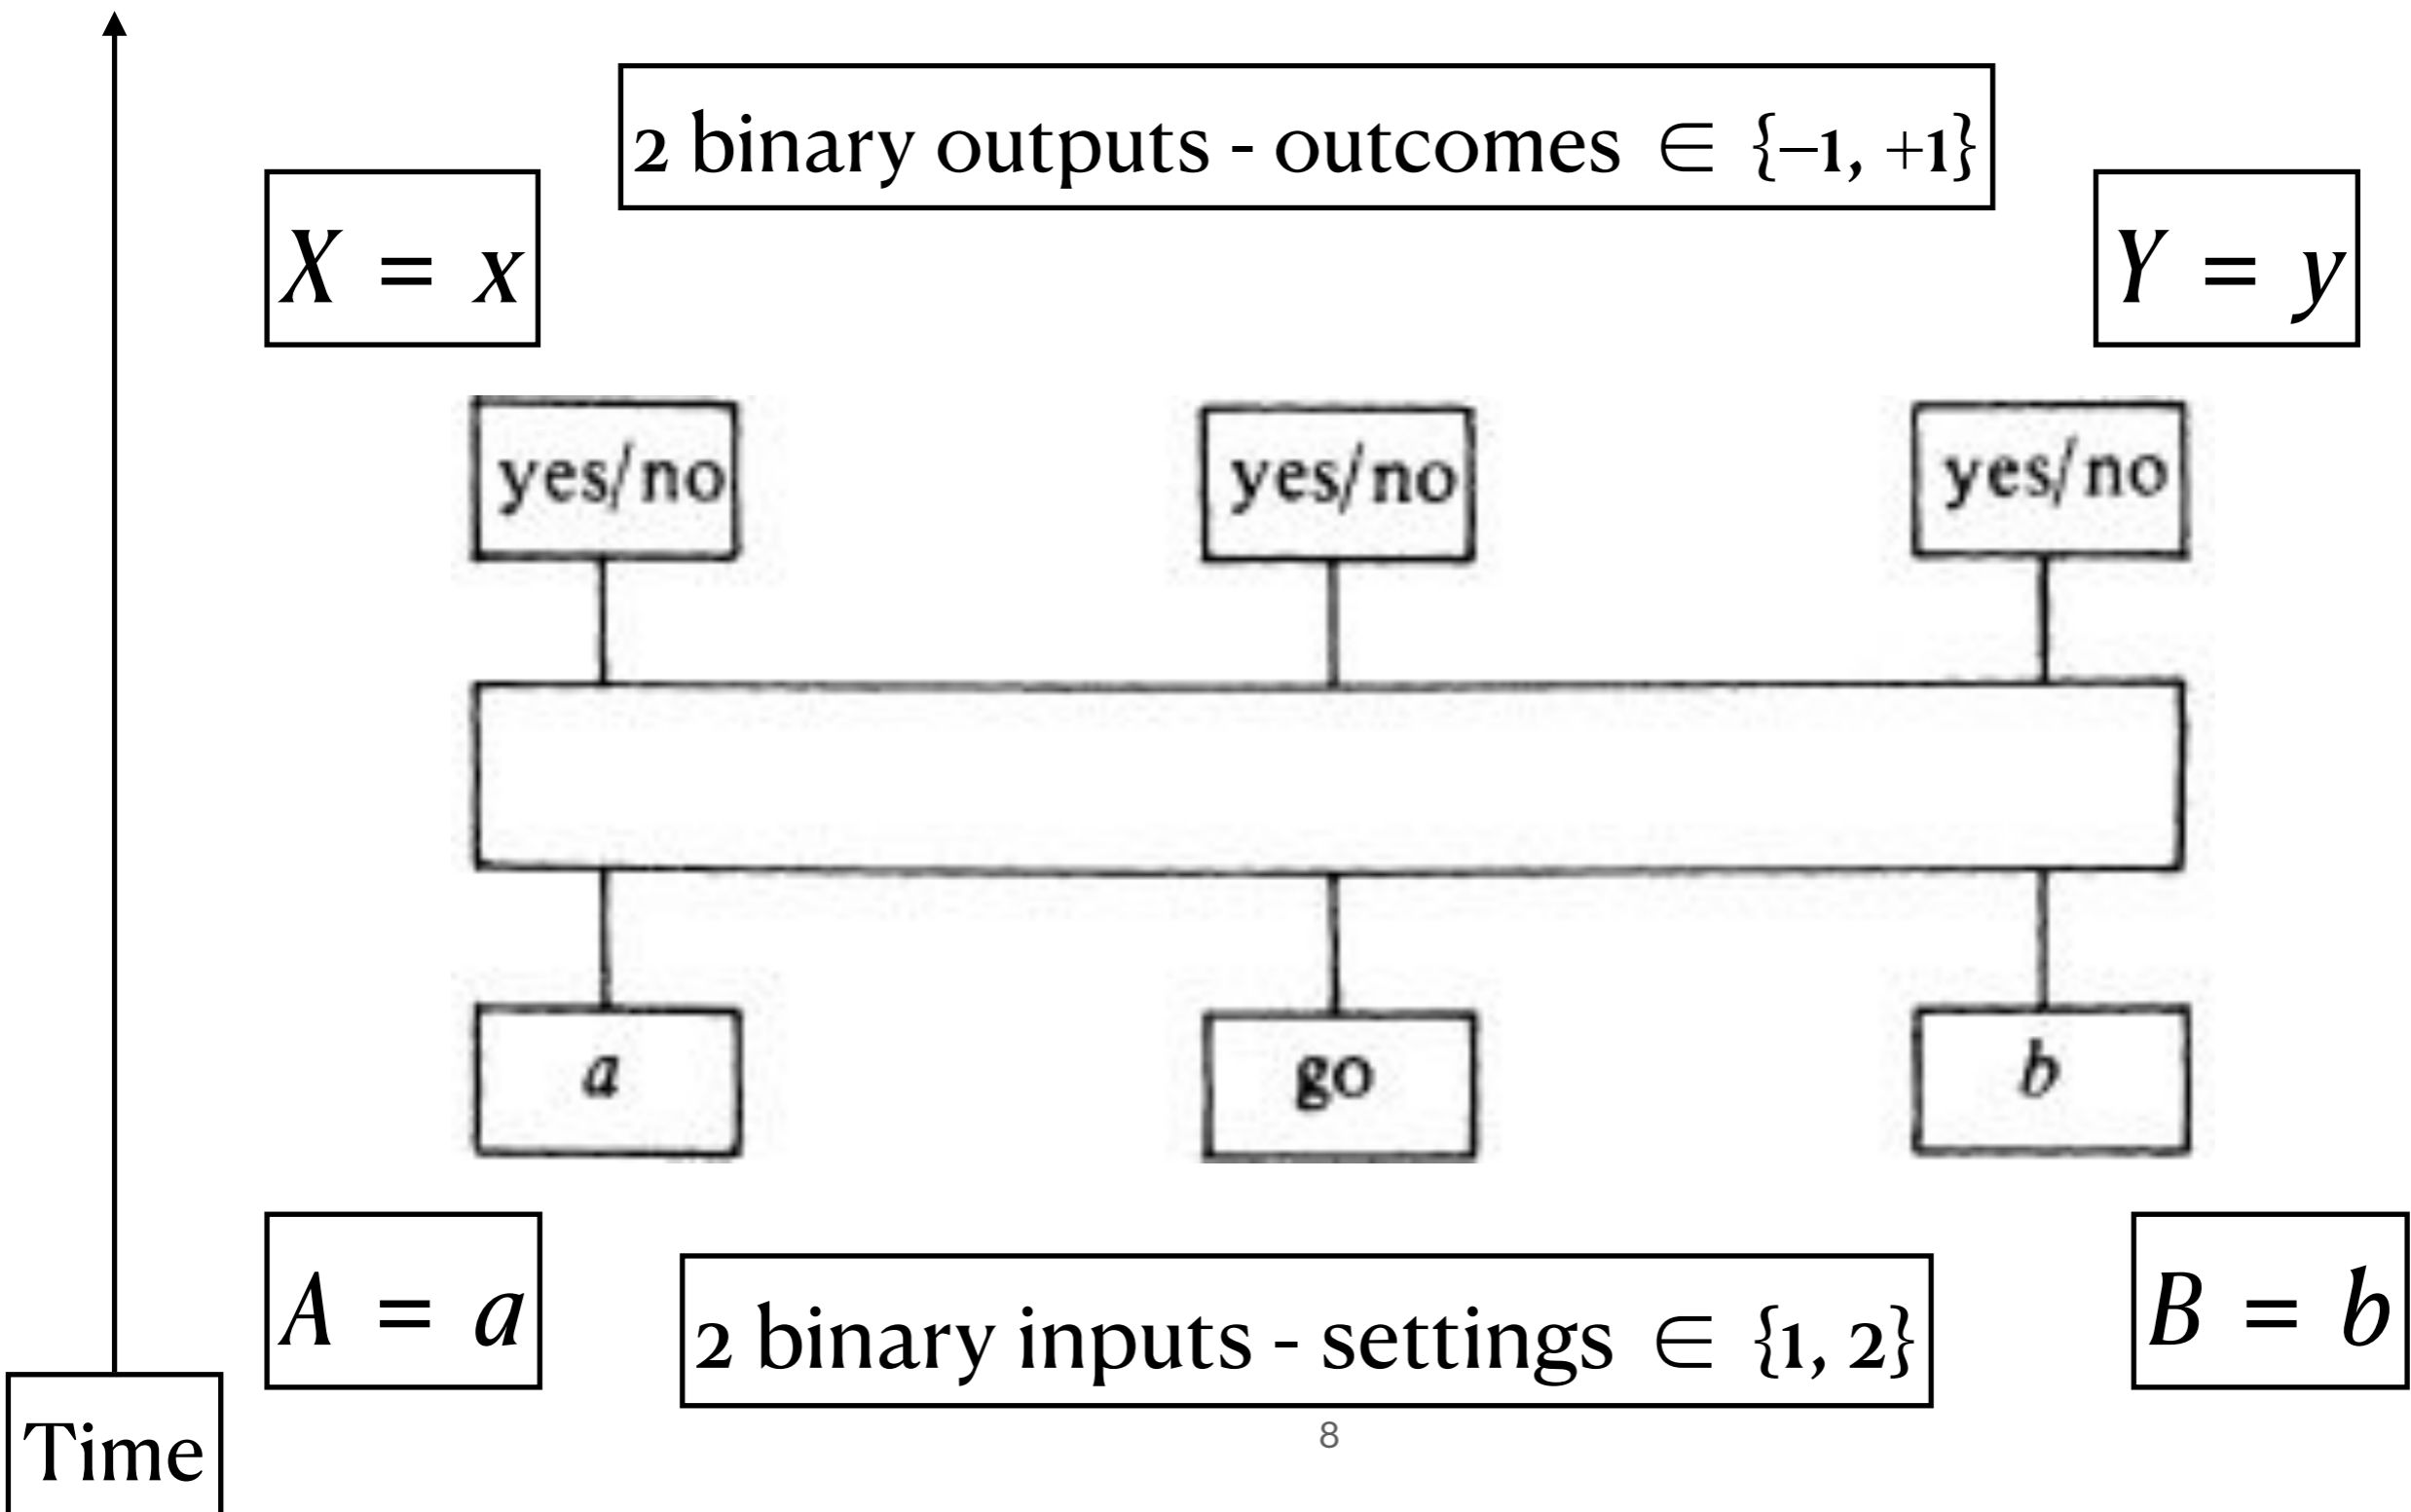 2 binary outputs - outcomes ∈ {−1, +1}
X = x
Y = y
yes/no
yes/no
yes/no
a
go
b
A = a
2 binary inputs - settings ∈ {1, 2}
B = b
8
Time